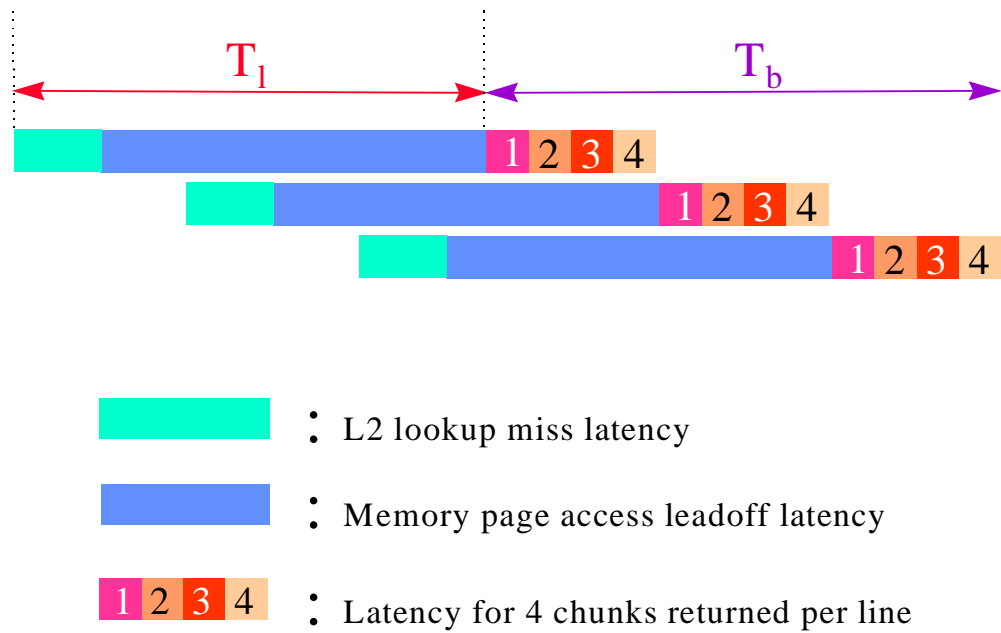 T_l T_b
1 2 3 4
1 2 3 4
1 2 3 4
: L2 lookup miss latency
: Memory page access leadoff latency
1 2 3 4 : Latency for 4 chunks returned per line